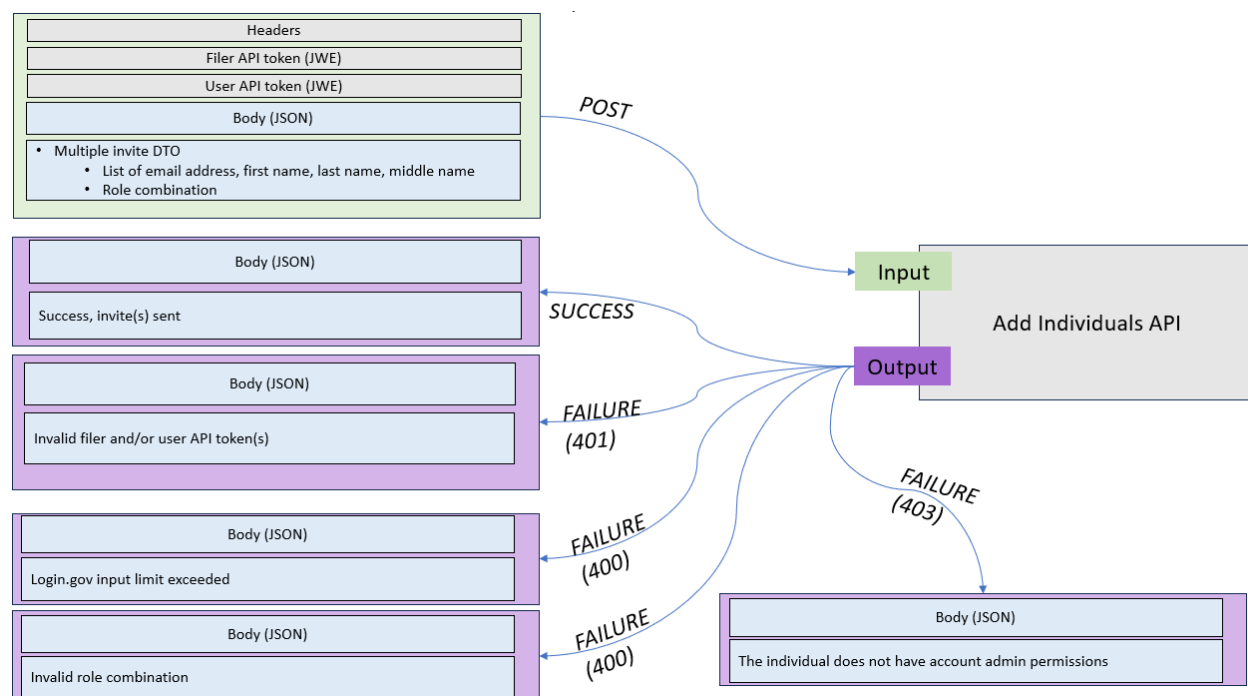 Headers
Filer API token (JWE)
User API token (JWE)
Body (JSON)
• Multiple invite DTO
• List of email address, first name, last name, middle name
• Role combination
POST
Input
Add Individuals API
Output
Body (JSON)
Success, invite(s) sent
SUCCESS
Body (JSON)
Invalid filer and/or user API token(s)
FAILURE
(401)
Body (JSON)
Login.gov input limit exceeded
FAILURE
(400)
Body (JSON)
Invalid role combination
FAILURE
(400)
FAILURE
(403)
Body (JSON)
The individual does not have account admin permissions